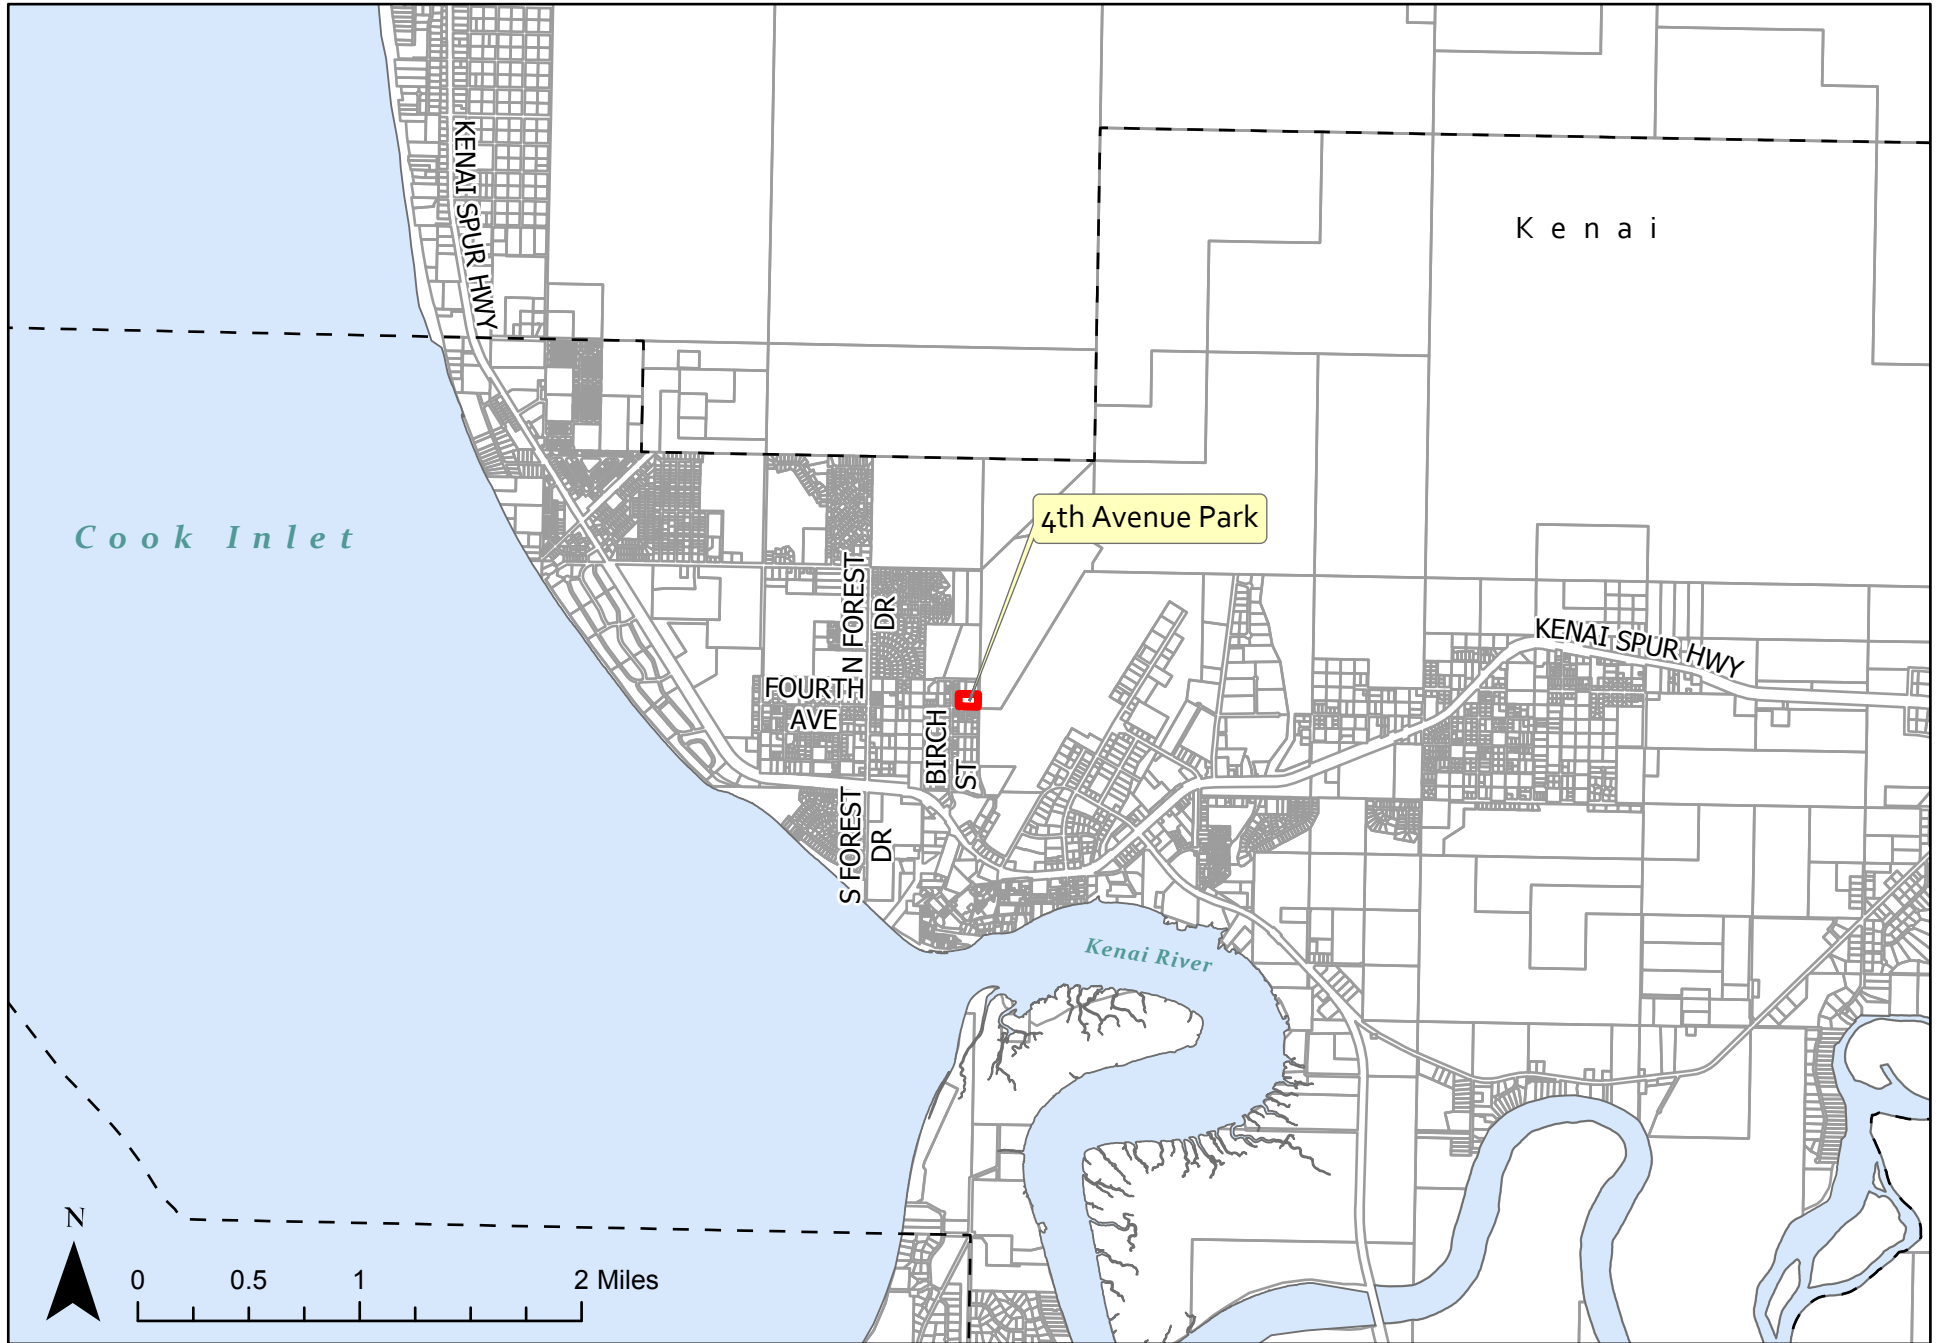 KENAI SPUR HWY
Kenai
Cook Inlet
4th Avenue Park
N FOREST
DR
KENAI SPUR HWY
FOURTH
AVE
BIRCH
ST
S FOREST
DR
Kenai River
N
0 0.5 1 2 Miles